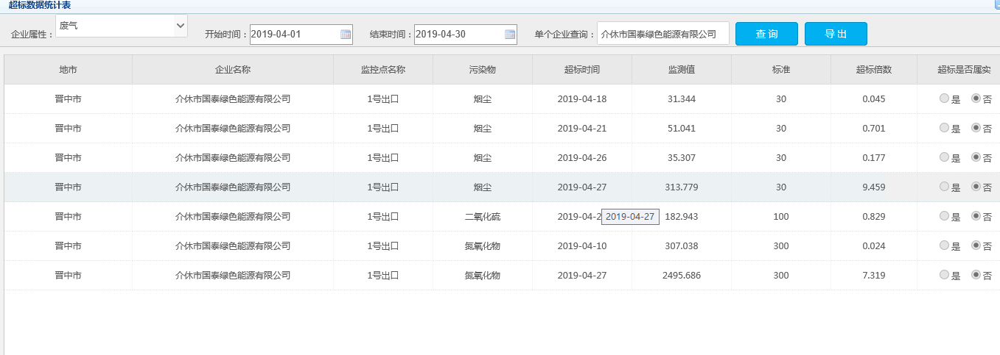 超标数据统计表
企业属性： 废气 开始时间： 2019-04-01 结束时间： 2019-04-30 单个企业查询： 介休市国泰绿色能源有限公司 查 询 导 出
地市 企业名称 监控点名称 污染物 超标时间 监测值 标准 超标倍数 超标是否属实
晋中市 介休市国泰绿色能源有限公司 1号出口 烟尘 2019-04-18 31.344 30 0.045 是 否
晋中市 介休市国泰绿色能源有限公司 1号出口 烟尘 2019-04-21 51.041 30 0.701 是 否
晋中市 介休市国泰绿色能源有限公司 1号出口 烟尘 2019-04-26 35.307 30 0.177 是 否
晋中市 介休市国泰绿色能源有限公司 1号出口 烟尘 2019-04-27 313.779 30 9.459 是 否
晋中市 介休市国泰绿色能源有限公司 1号出口 二氧化硫 2019-04-2 2019-04-27 182.943 100 0.829 是 否
晋中市 介休市国泰绿色能源有限公司 1号出口 氮氧化物 2019-04-10 307.038 300 0.024 是 否
晋中市 介休市国泰绿色能源有限公司 1号出口 氮氧化物 2019-04-27 2495.686 300 7.319 是 否